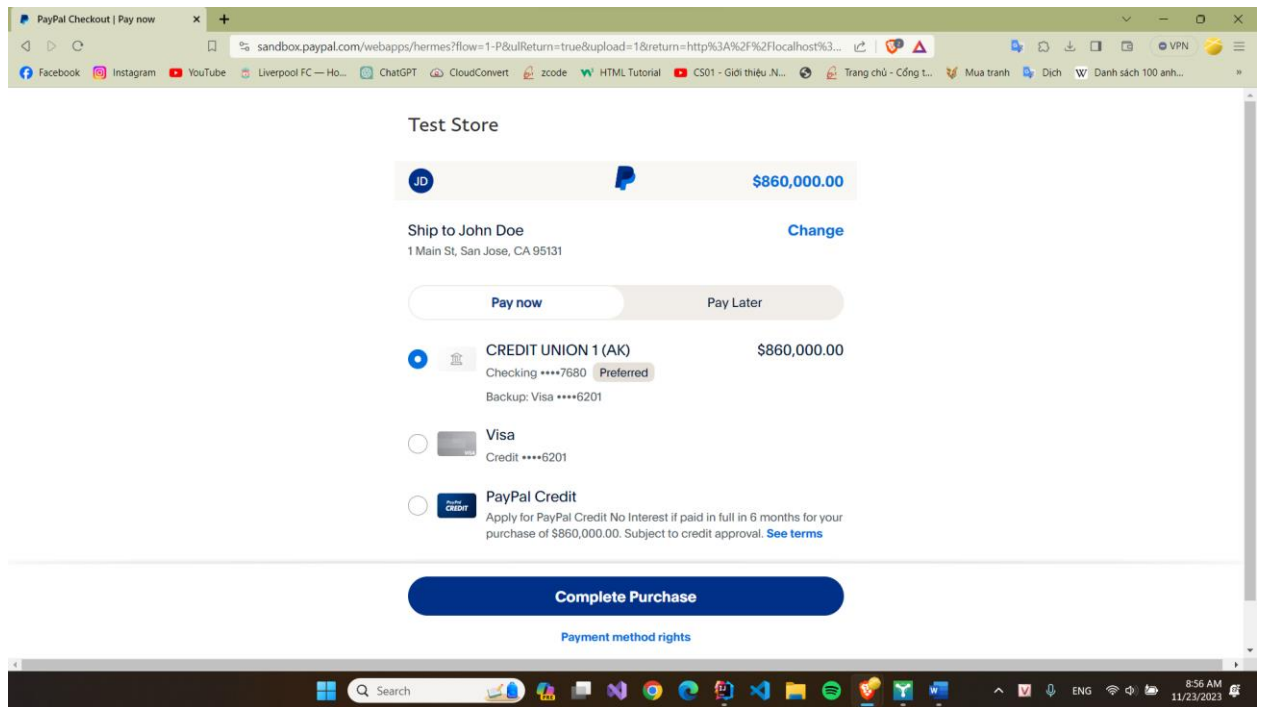 PayPal Checkout | Pay now
sandbox.paypal.com/webapps/hermes?flow=1-P&ulReturn=true&upload=1&return=http%3A%2F%2Flocalhost%3... VPN
Facebook Instagram YouTube Liverpool FC — Ho... ChatGPT CloudConvert zcode HTML Tutorial CS01 - Giới thiệu .N... Trang chủ - Cổng t... Mua tranh Dịch Danh sách 100 anh...
Test Store
JD $860,000.00
Ship to John Doe Change
1 Main St, San Jose, CA 95131
Pay now Pay Later
CREDIT UNION 1 (AK) $860,000.00
Checking ••••7680 Preferred
Backup: Visa ••••6201
Visa
Credit ••••6201
PayPal Credit
Apply for PayPal Credit No Interest if paid in full in 6 months for your
purchase of $860,000.00. Subject to credit approval. See terms
Complete Purchase
Payment method rights
Search ENG 8:56 AM
11/23/2023